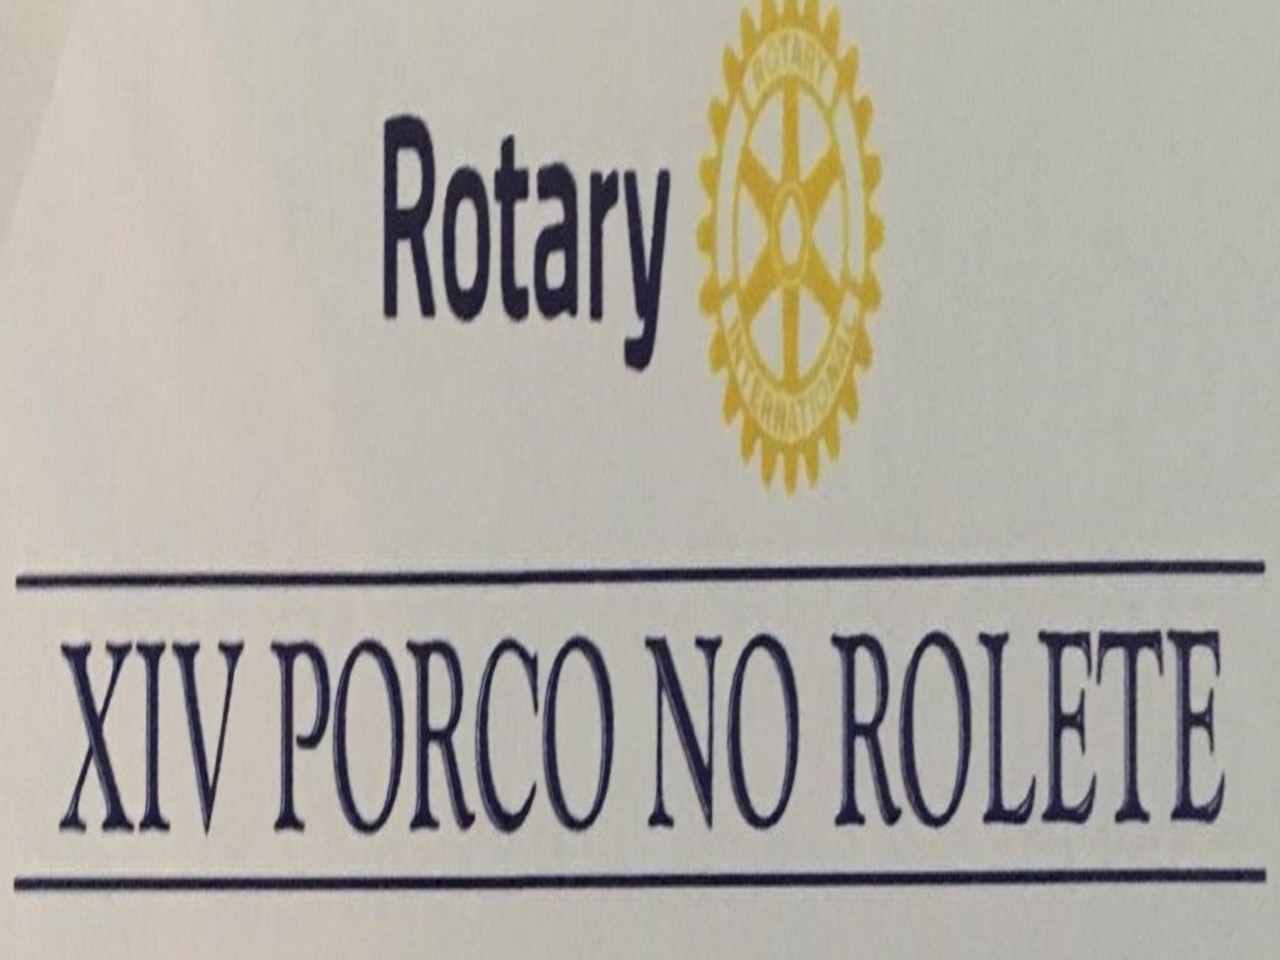 Rotary
ROTARY
INTERNATIONAL
XIV PORCO NO ROLETE